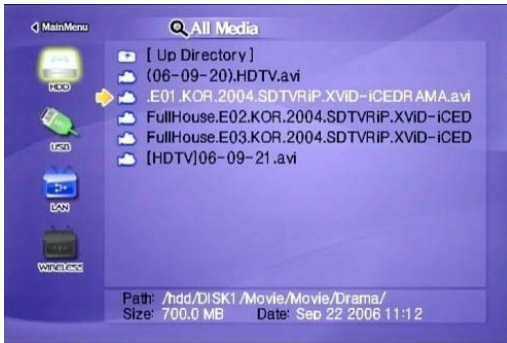 MainMenu
All Media
HDD
USB
LAN
WIRELESS
[ Up Directory ]
(06-09-20).HDTV.avi
.E01.KOR.2004.SDTVRiP.XViD-iCEDRAMA.avi
FullHouse.E02.KOR.2004.SDTVRiP.XViD-iCED
FullHouse.E03.KOR.2004.SDTVRiP.XViD-iCED
[HDTV]06-09-21.avi
Path: /hdd/DISK1/Movie/Movie/Drama/
Size: 700.0 MB Date: Sep 22 2006 11:12